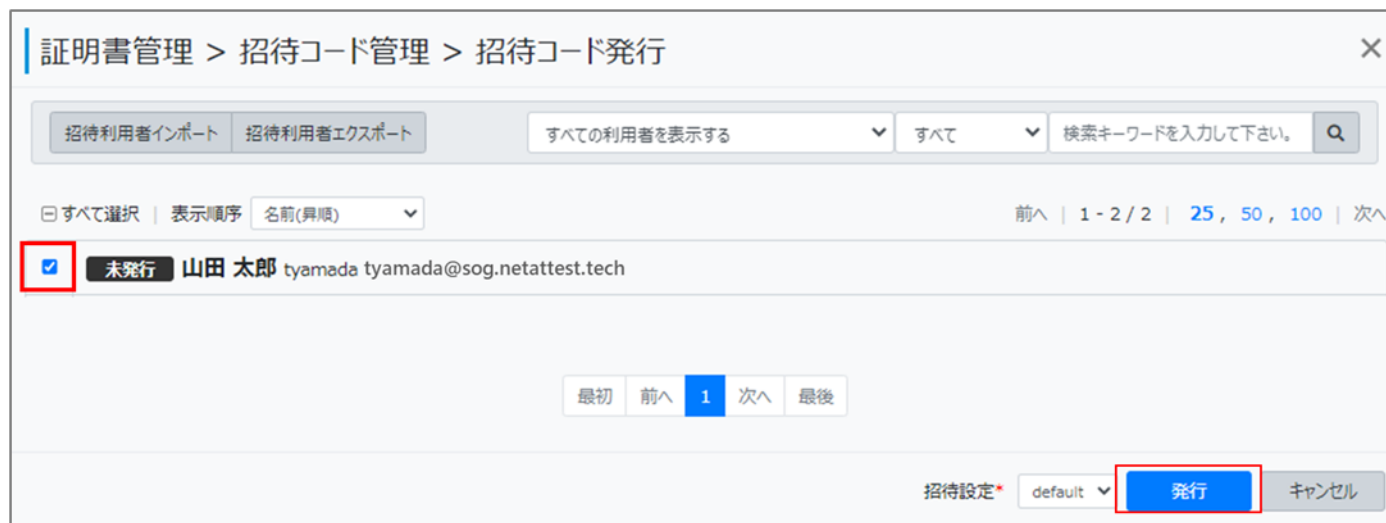 証明書管理 > 招待コード管理 > 招待コード発行 ×
招待利用者インポート 招待利用者エクスポート すべての利用者を表示する すべて 検索キーワードを入力して下さい。
すべて選択 | 表示順序 名前(昇順) 前へ | 1 - 2 / 2 | 25 , 50 , 100 | 次へ
未発行 山田 太郎 tyamada tyamada@sog.netattest.tech
最初 前へ 1 次へ 最後
招待設定* default 発行 キャンセル